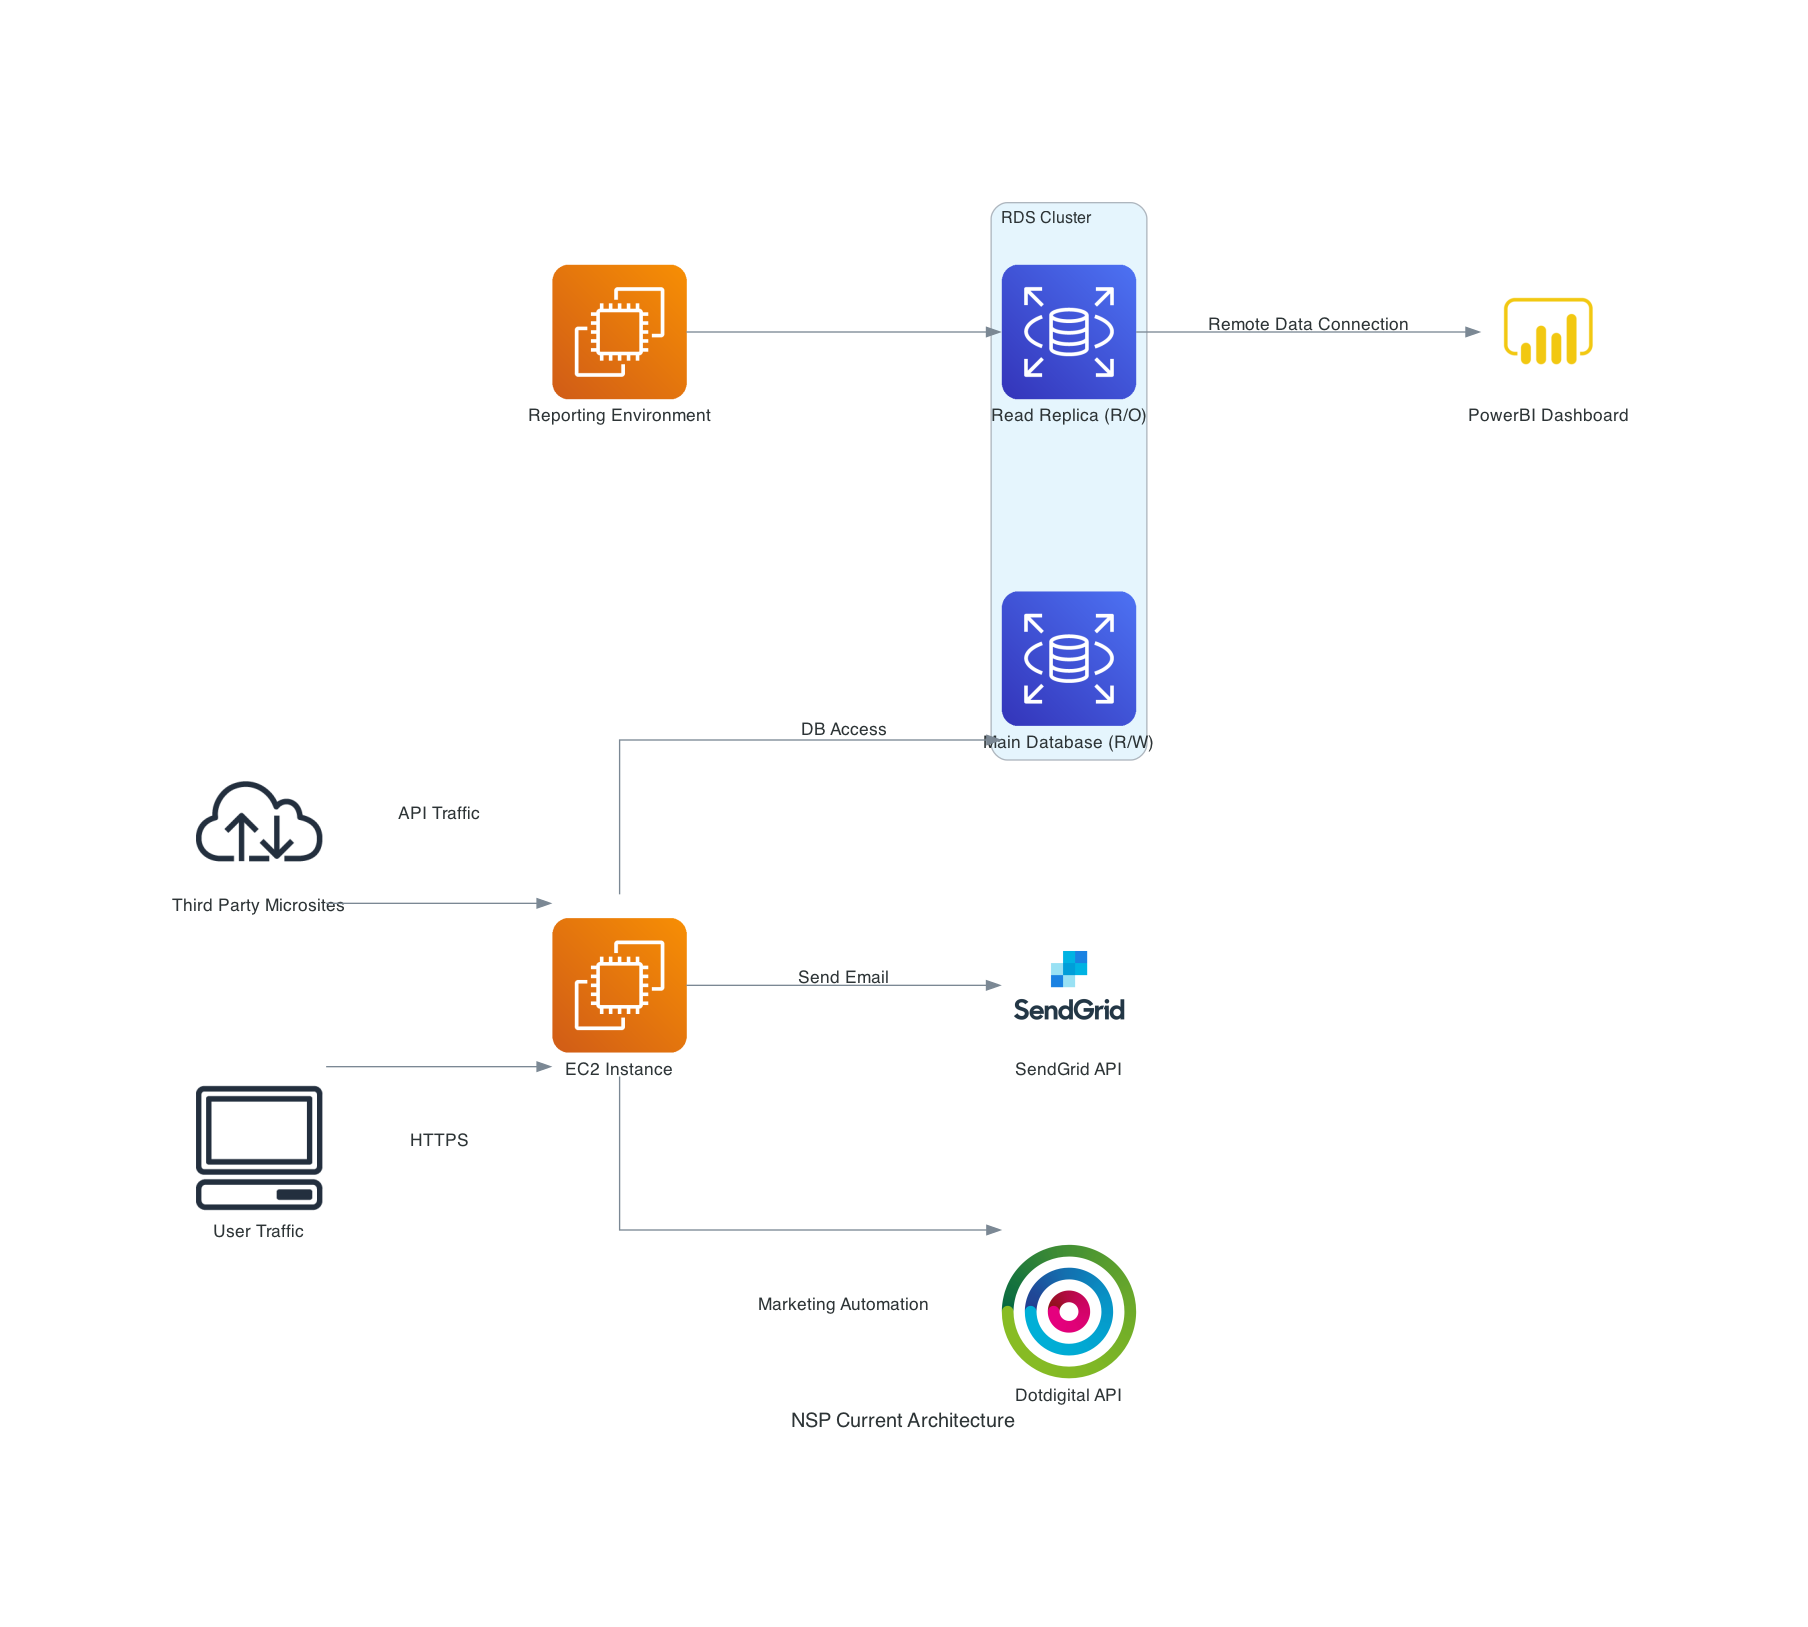 RDS Cluster
Remote Data Connection
Reporting Environment
Read Replica (R/O)
PowerBI Dashboard
DB Access
Main Database (R/W)
API Traffic
Third Party Microsites
Send Email
SendGrid
EC2 Instance
SendGrid API
HTTPS
User Traffic
Marketing Automation
Dotdigital API
NSP Current Architecture